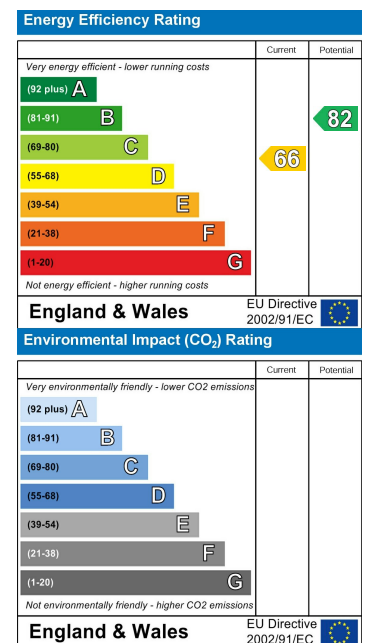 Energy Efficiency Rating
Current Potential
Very energy efficient - lower running costs
(92 plus) A
(81-91) B
(69-80) C
(55-68) D
(39-54) E
(21-38) F
(1-20) G
66
82
Not energy efficient - higher running costs
England & Wales
EU Directive
2002/91/EC
Environmental Impact (CO₂) Rating
Current Potential
Very environmentally friendly - lower CO2 emissions
(92 plus) A
(81-91) B
(69-80) C
(55-68) D
(39-54) E
(21-38) F
(1-20) G
Not environmentally friendly - higher CO2 emissions
England & Wales
EU Directive
2002/91/EC